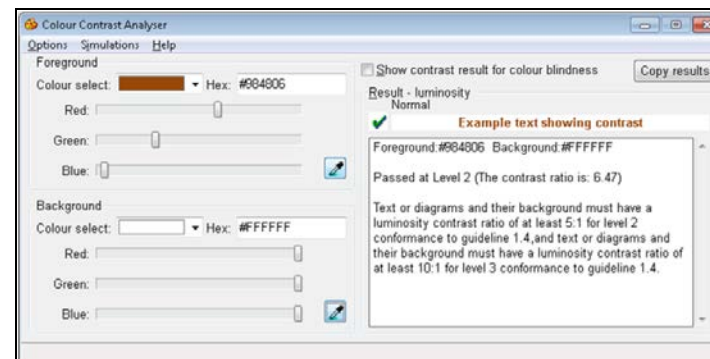 Colour Contrast Analyser
Options Simulations Help
Foreground
Colour select: Hex: #984806
Red:
Green:
Blue:
Background
Colour select: Hex: #FFFFFF
Red:
Green:
Blue:
Show contrast result for colour blindness Copy results
Result - luminosity
Normal
Example text showing contrast
Foreground:#984806 Background:#FFFFFF
Passed at Level 2 (The contrast ratio is: 6.47)
Text or diagrams and their background must have a
luminosity contrast ratio of at least 5:1 for level 2
conformance to guideline 1.4,and text or diagrams and
their background must have a luminosity contrast ratio of
at least 10:1 for level 3 conformance to guideline 1.4.